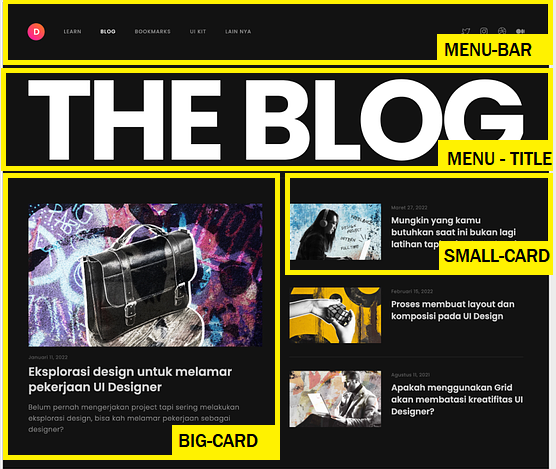 D LEARN BLOG BOOKMARKS UI KIT LAIN NYA
MENU-BAR
THE BLOG
MENU - TITLE
Januari 11, 2022
Eksplorasi design untuk melamar
pekerjaan UI Designer
Belum pernah mengerjakan project tapi sering melakukan
eksplorasi design, bisa kah melamar pekerjaan sebagai
designer?
BIG-CARD
Maret 27, 2022
Mungkin yang kamu
butuhkan saat ini bukan lagi
latihan
SMALL-CARD
Februari 15, 2022
Proses membuat layout dan
komposisi pada UI Design
Agustus 11, 2021
Apakah menggunakan Grid
akan membatasi kreatifitas UI
Designer?